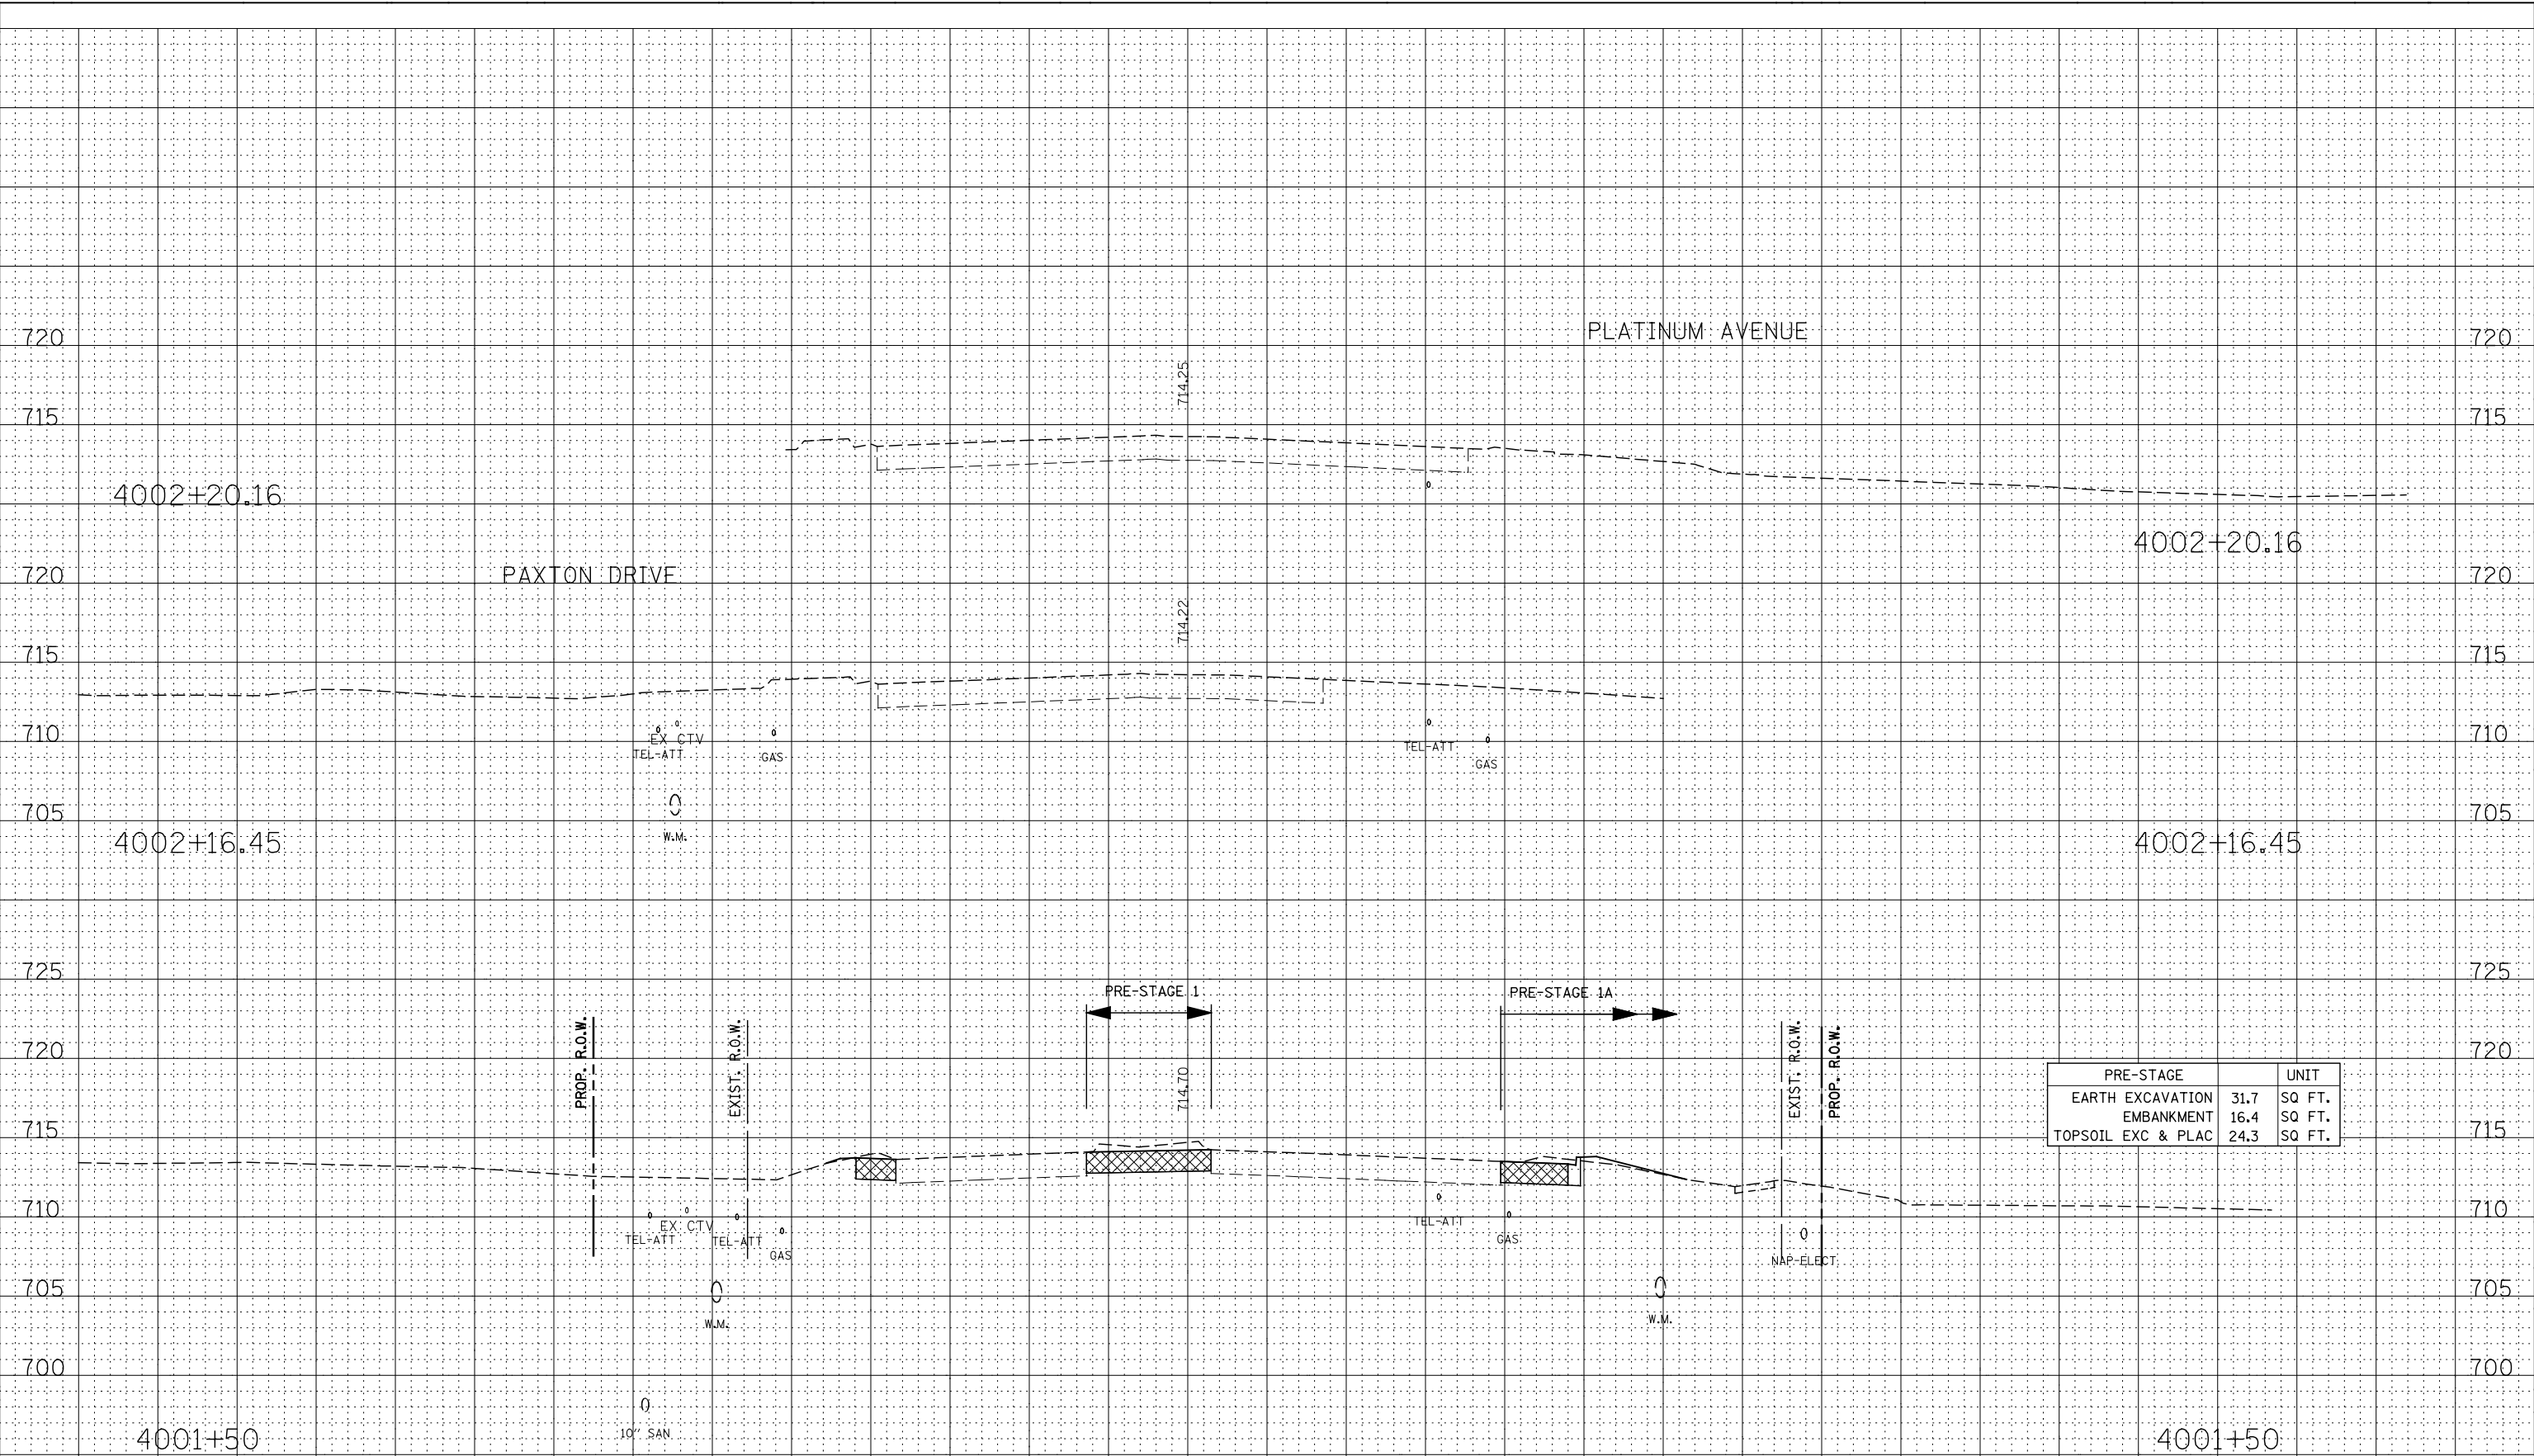 720 PLATINUM AVENUE 720
714.25
715 715
4002+20.16
4002+20.16
720 PAXTON DRIVE 720
714.22
715 715
710 EX CTV 710
TEL-ATT GAS TEL-ATT GAS
705 705
W.M.
4002+16.45 4002+16.45
725 725
PRE-STAGE 1 PRE-STAGE 1A
PROP. R.O.W. EXIST. R.O.W. 714.70 EXIST. R.O.W. PROP. R.O.W.
720 720
PRE-STAGE UNIT
EARTH EXCAVATION 31.7 SQ FT.
EMBANKMENT 16.4 SQ FT.
TOPSOIL EXC & PLAC 24.3 SQ FT.
715 715
710 710
TEL-ATT EX CTV TEL-ATT GAS TEL-ATT GAS NAP-ELECT
705 705
W.M. W.M.
700 700
10" SAN
4001+50 4001+50